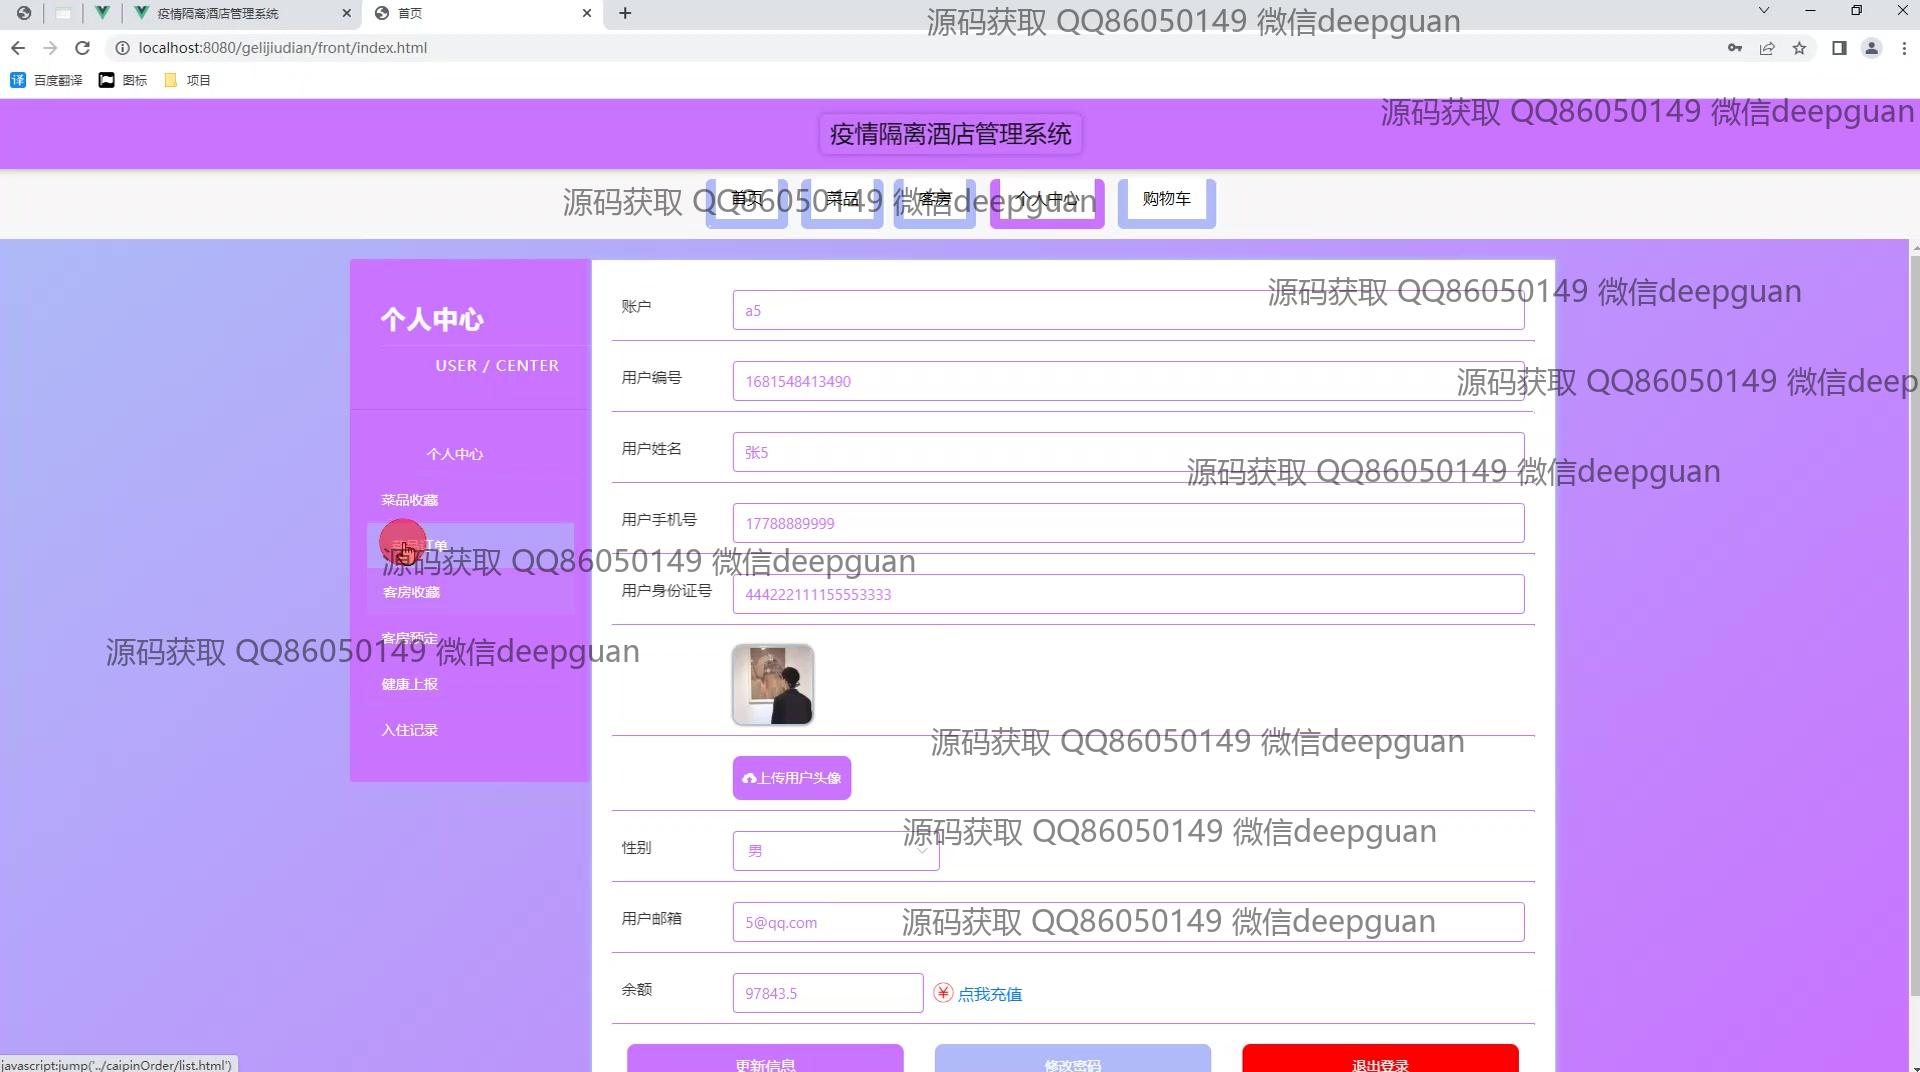 疫情隔离酒店管理系统
首页
源码获取 QQ86050149 微信deepguan
localhost:8080/gelijiudian/front/index.html
译 百度翻译 图标 项目
源码获取 QQ86050149 微信deepguan
疫情隔离酒店管理系统
首页 菜品 客房 个人中心 购物车
源码获取 QQ86050149 微信deepguan
个人中心
USER / CENTER
个人中心
菜品收藏
菜品订单
客房收藏
客房预定
健康上报
入住记录
账户 a5
源码获取 QQ86050149 微信deepguan
用户编号 1681548413490
源码获取 QQ86050149 微信deep
用户姓名 张5
源码获取 QQ86050149 微信deepguan
用户手机号 17788889999
源码获取 QQ86050149 微信deepguan
用户身份证号 444222111155553333
源码获取 QQ86050149 微信deepguan
源码获取 QQ86050149 微信deepguan
上传用户头像
源码获取 QQ86050149 微信deepguan
性别 男
用户邮箱 5@qq.com
源码获取 QQ86050149 微信deepguan
余额 97843.5 ¥ 点我充值
更新信息 修改密码 退出登录
javascript:jump('../caipinOrder/list.html')